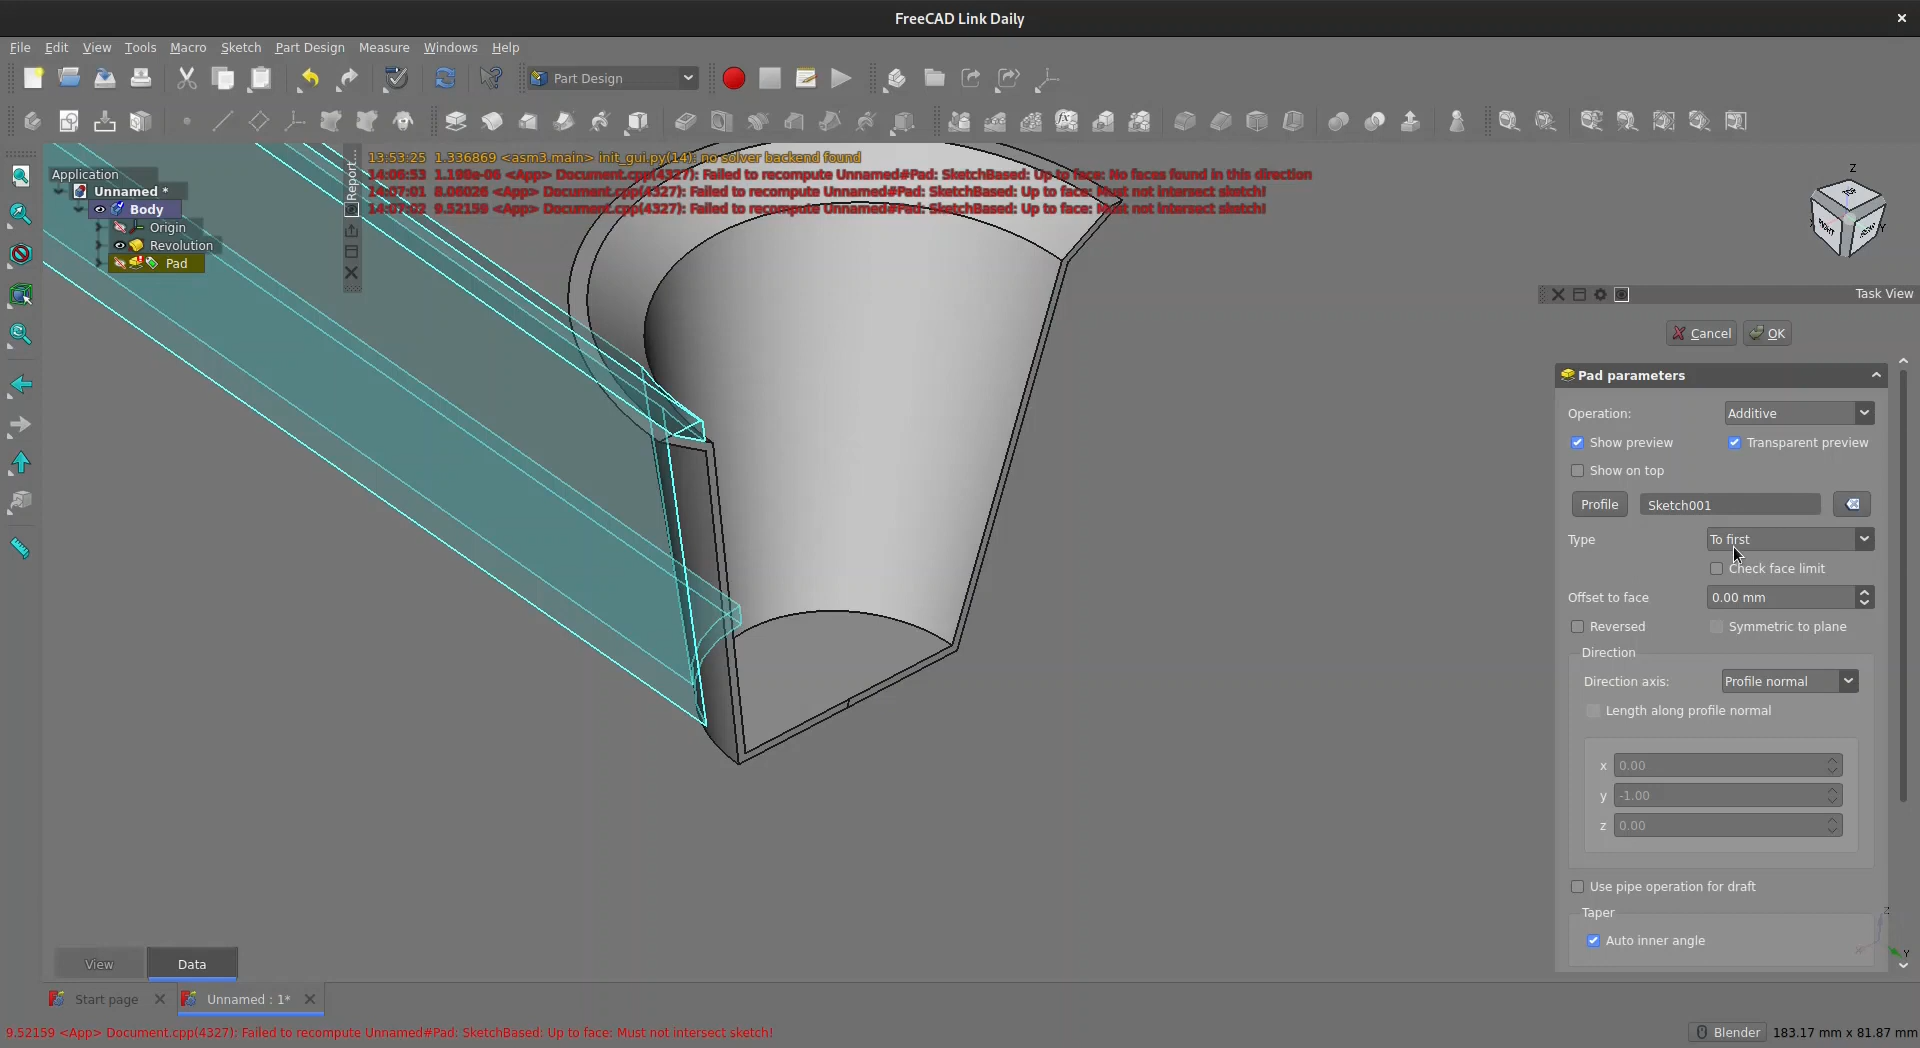 FreeCAD Link Daily
File Edit View Tools Macro Sketch Part Design Measure Windows Help
Part Design
Application
Unnamed *
Body
Origin
Revolution
Pad
Report...
13:53:25 1.336869 <asm3.main> init_gui.py(14): no solver backend found
14:06:53 1.198e-06 <App> Document.cpp(4327): Failed to recompute Unnamed#Pad: SketchBased: Up to face: No faces found in this direction
14:07:01 8.06026 <App> Document.cpp(4327): Failed to recompute Unnamed#Pad: SketchBased: Up to face: Must not intersect sketch!
14:07:02 9.52159 <App> Document.cpp(4327): Failed to recompute Unnamed#Pad: SketchBased: Up to face: Must not intersect sketch!
Z
TOP
FRONT
RIGHT
Y
Task View
Cancel OK
Pad parameters
Operation: Additive
Show preview Transparent preview
Show on top
Profile Sketch001
Type To first
Check face limit
Offset to face 0.00 mm
Reversed Symmetric to plane
Direction
Direction axis: Profile normal
Length along profile normal
x 0.00
y -1.00
z 0.00
Use pipe operation for draft
Taper
Auto inner angle
Z
X
Y
View Data
Start page Unnamed : 1*
9.52159 <App> Document.cpp(4327): Failed to recompute Unnamed#Pad: SketchBased: Up to face: Must not intersect sketch!
Blender 183.17 mm x 81.87 mm